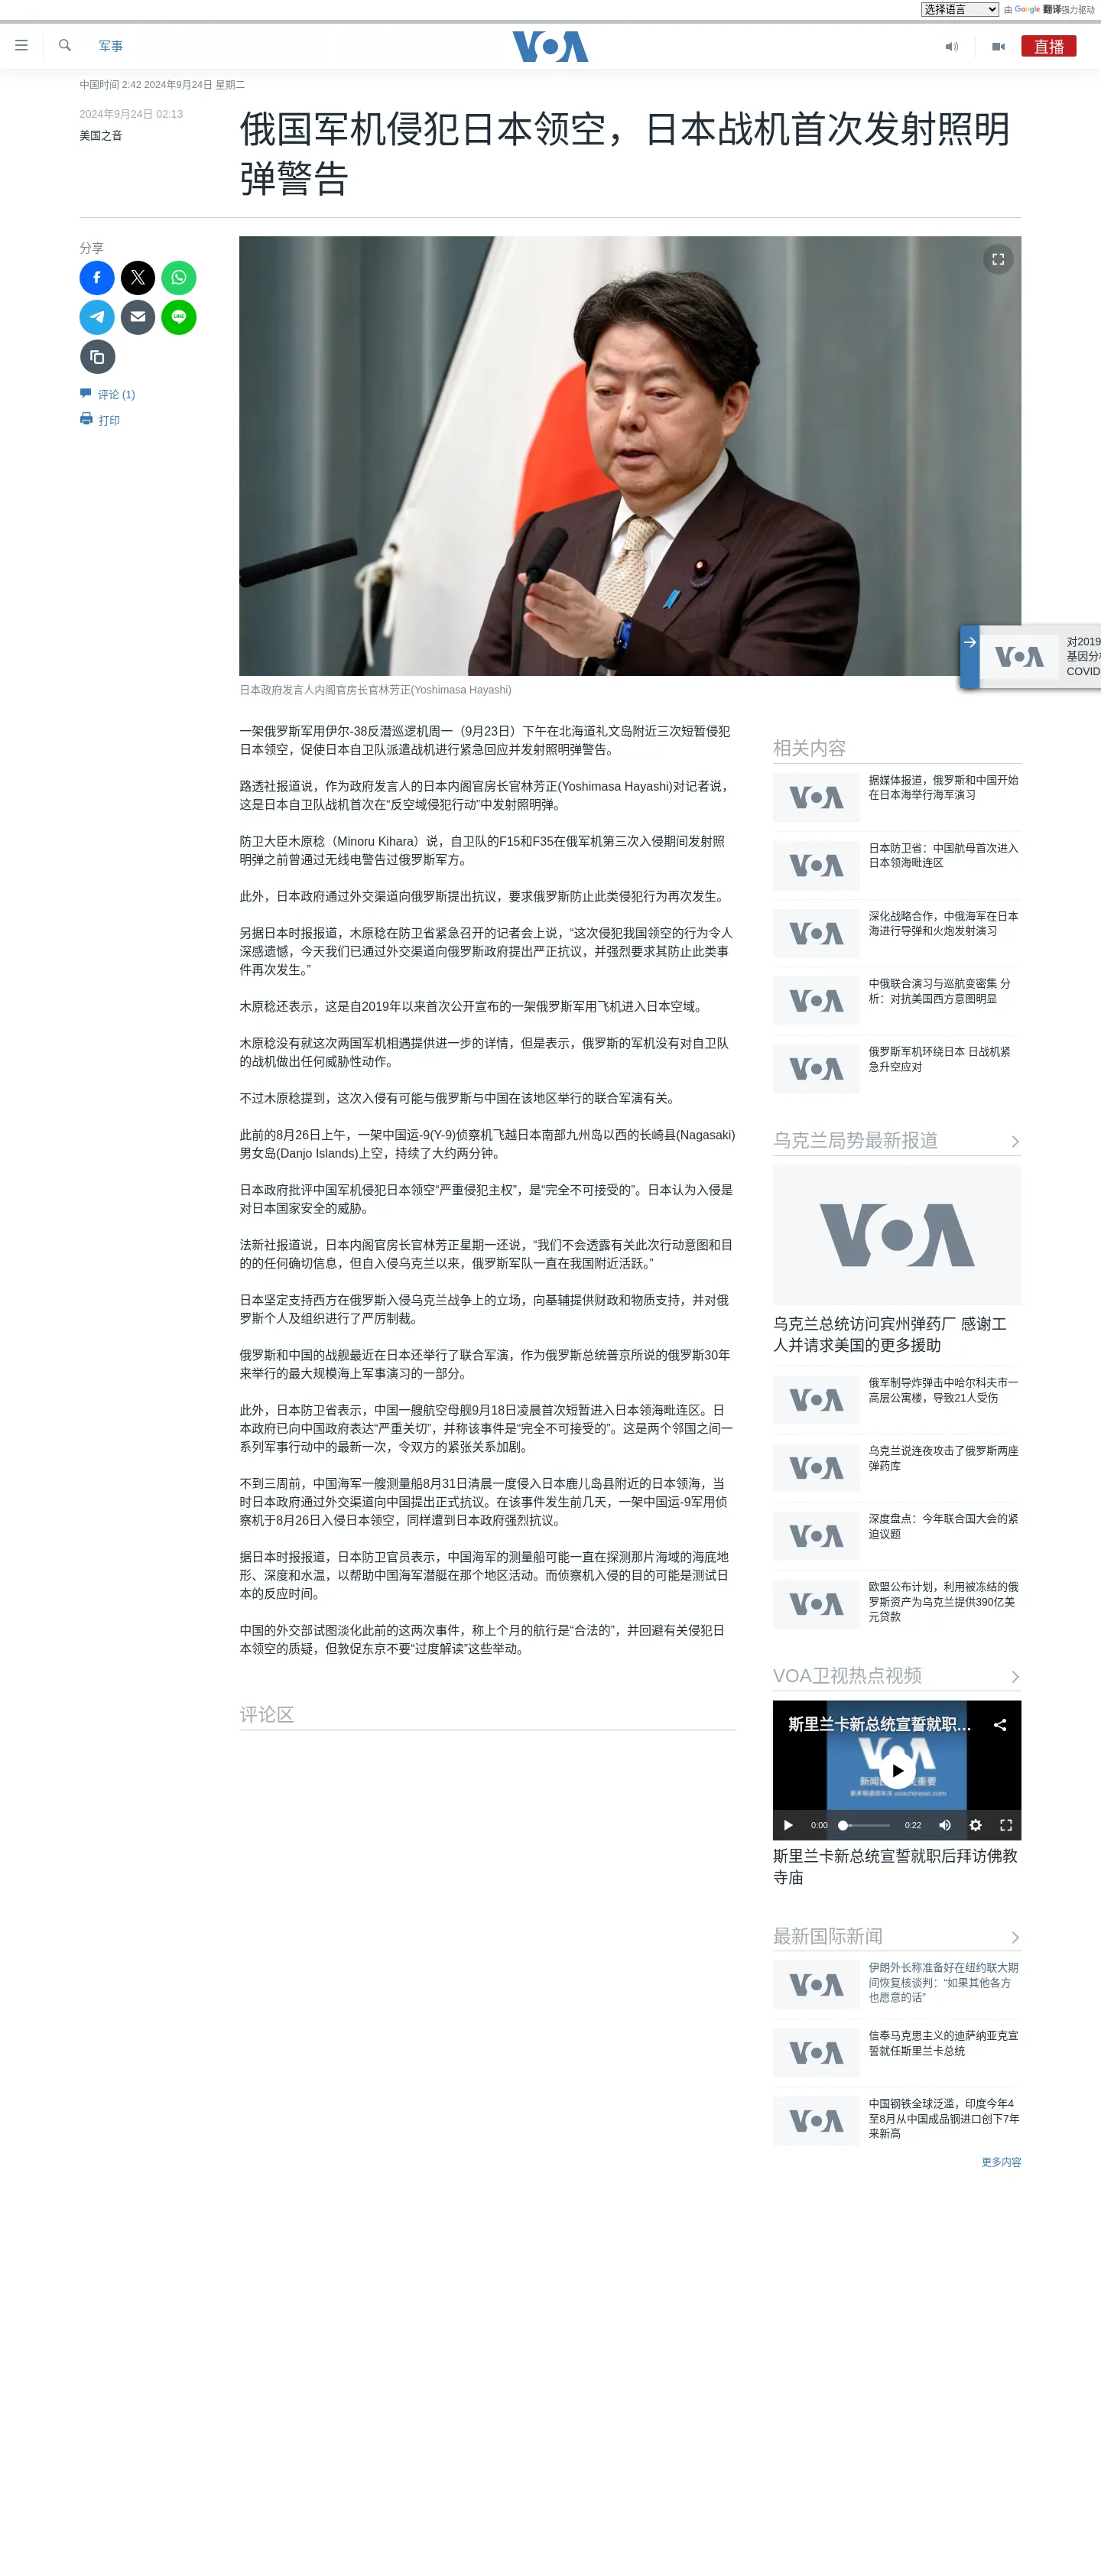 选择语言
由 Google 翻译强力驱动
军事
VOA
直播
中国时间 2:42 2024年9月24日 星期二
2024年9月24日 02:13
美国之音
俄国军机侵犯日本领空，日本战机首次发射照明
弹警告
分享
评论 (1)
打印
对2019
基因分析
COVID
日本政府发言人内阁官房长官林芳正(Yoshimasa Hayashi)
一架俄罗斯军用伊尔-38反潜巡逻机周一（9月23日）下午在北海道礼文岛附近三次短暂侵犯
日本领空，促使日本自卫队派遣战机进行紧急回应并发射照明弹警告。
路透社报道说，作为政府发言人的日本内阁官房长官林芳正(Yoshimasa Hayashi)对记者说，
这是日本自卫队战机首次在“反空域侵犯行动”中发射照明弹。
防卫大臣木原稔（Minoru Kihara）说，自卫队的F15和F35在俄军机第三次入侵期间发射照
明弹之前曾通过无线电警告过俄罗斯军方。
此外，日本政府通过外交渠道向俄罗斯提出抗议，要求俄罗斯防止此类侵犯行为再次发生。
另据日本时报报道，木原稔在防卫省紧急召开的记者会上说，“这次侵犯我国领空的行为令人
深感遗憾，今天我们已通过外交渠道向俄罗斯政府提出严正抗议，并强烈要求其防止此类事
件再次发生。”
木原稔还表示，这是自2019年以来首次公开宣布的一架俄罗斯军用飞机进入日本空域。
木原稔没有就这次两国军机相遇提供进一步的详情，但是表示，俄罗斯的军机没有对自卫队
的战机做出任何威胁性动作。
不过木原稔提到，这次入侵有可能与俄罗斯与中国在该地区举行的联合军演有关。
此前的8月26日上午，一架中国运-9(Y-9)侦察机飞越日本南部九州岛以西的长崎县(Nagasaki)
男女岛(Danjo Islands)上空，持续了大约两分钟。
日本政府批评中国军机侵犯日本领空“严重侵犯主权”，是“完全不可接受的”。日本认为入侵是
对日本国家安全的威胁。
法新社报道说，日本内阁官房长官林芳正星期一还说，“我们不会透露有关此次行动意图和目
的的任何确切信息，但自入侵乌克兰以来，俄罗斯军队一直在我国附近活跃。”
日本坚定支持西方在俄罗斯入侵乌克兰战争上的立场，向基辅提供财政和物质支持，并对俄
罗斯个人及组织进行了严厉制裁。
俄罗斯和中国的战舰最近在日本还举行了联合军演，作为俄罗斯总统普京所说的俄罗斯30年
来举行的最大规模海上军事演习的一部分。
此外，日本防卫省表示，中国一艘航空母舰9月18日凌晨首次短暂进入日本领海毗连区。日
本政府已向中国政府表达“严重关切”，并称该事件是“完全不可接受的”。这是两个邻国之间一
系列军事行动中的最新一次，令双方的紧张关系加剧。
不到三周前，中国海军一艘测量船8月31日清晨一度侵入日本鹿儿岛县附近的日本领海，当
时日本政府通过外交渠道向中国提出正式抗议。在该事件发生前几天，一架中国运-9军用侦
察机于8月26日入侵日本领空，同样遭到日本政府强烈抗议。
据日本时报报道，日本防卫官员表示，中国海军的测量船可能一直在探测那片海域的海底地
形、深度和水温，以帮助中国海军潜艇在那个地区活动。而侦察机入侵的目的可能是测试日
本的反应时间。
中国的外交部试图淡化此前的这两次事件，称上个月的航行是“合法的”，并回避有关侵犯日
本领空的质疑，但敦促东京不要“过度解读”这些举动。
评论区
相关内容
VOA
据媒体报道，俄罗斯和中国开始
在日本海举行海军演习
VOA
日本防卫省：中国航母首次进入
日本领海毗连区
VOA
深化战略合作，中俄海军在日本
海进行导弹和火炮发射演习
VOA
中俄联合演习与巡航变密集 分
析：对抗美国西方意图明显
VOA
俄罗斯军机环绕日本 日战机紧
急升空应对
乌克兰局势最新报道
VOA
乌克兰总统访问宾州弹药厂 感谢工
人并请求美国的更多援助
VOA
俄军制导炸弹击中哈尔科夫市一
高层公寓楼，导致21人受伤
VOA
乌克兰说连夜攻击了俄罗斯两座
弹药库
VOA
深度盘点：今年联合国大会的紧
迫议题
VOA
欧盟公布计划，利用被冻结的俄
罗斯资产为乌克兰提供390亿美
元贷款
VOA卫视热点视频
斯里兰卡新总统宣誓就职…
0:00
0:22
斯里兰卡新总统宣誓就职后拜访佛教
寺庙
最新国际新闻
VOA
伊朗外长称准备好在纽约联大期
间恢复核谈判：“如果其他各方
也愿意的话”
VOA
信奉马克思主义的迪萨纳亚克宣
誓就任斯里兰卡总统
VOA
中国钢铁全球泛滥，印度今年4
至8月从中国成品钢进口创下7年
来新高
更多内容